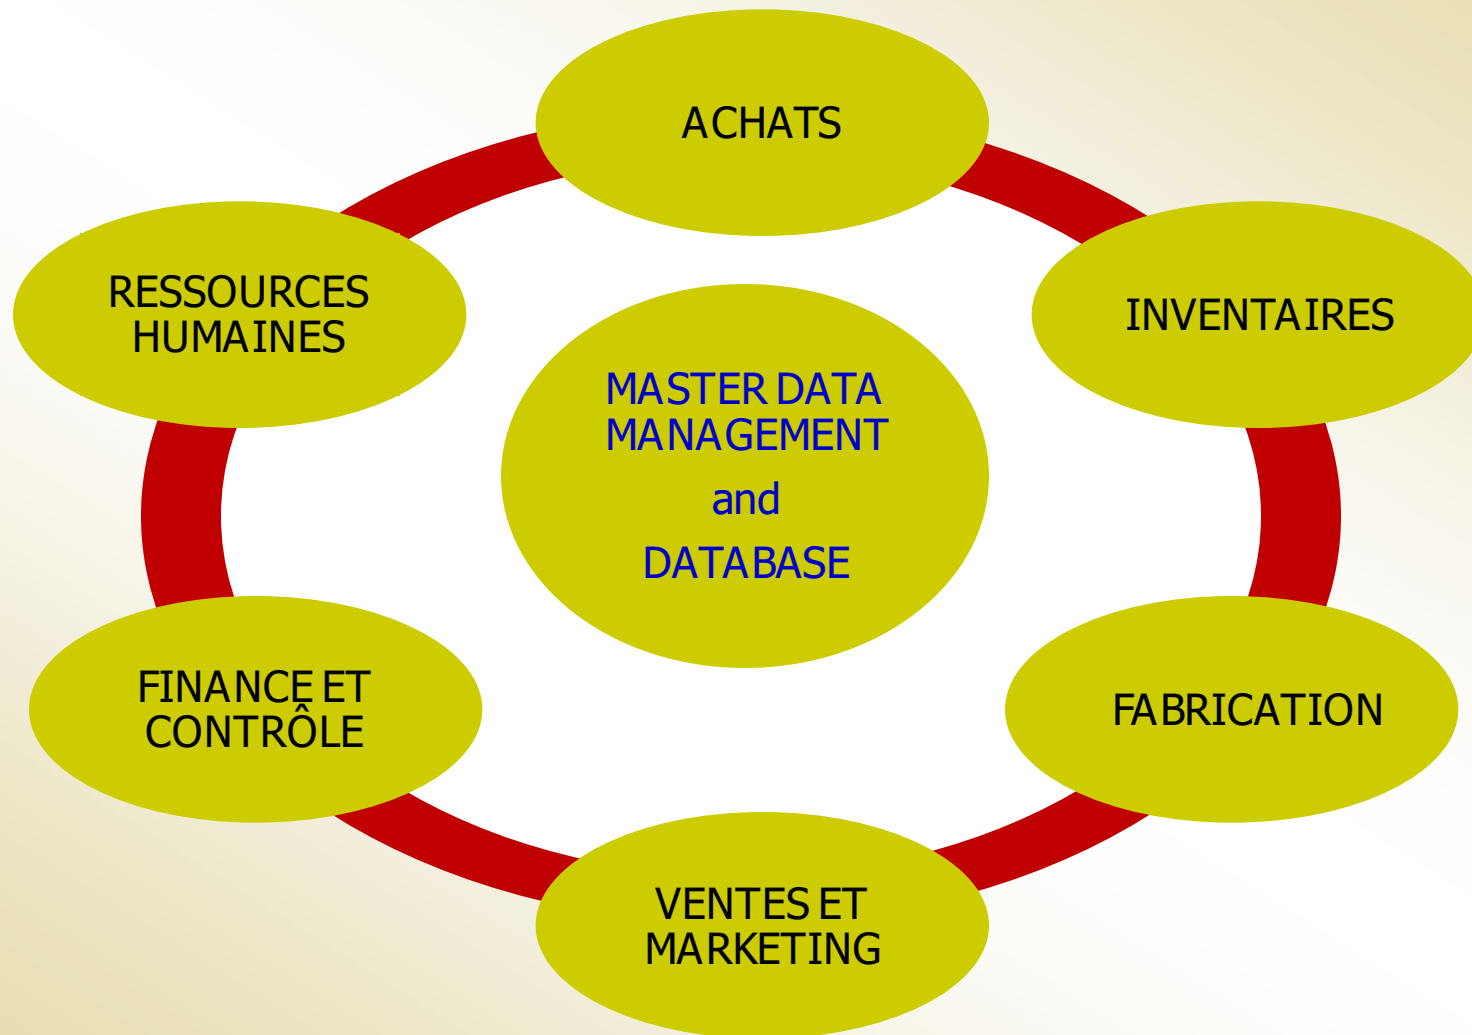 ACHATS
RESSOURCES
HUMAINES
INVENTAIRES
MASTER DATA
MANAGEMENT
and
DATABASE
FINANCE ET
CONTRÔLE
FABRICATION
VENTES ET
MARKETING